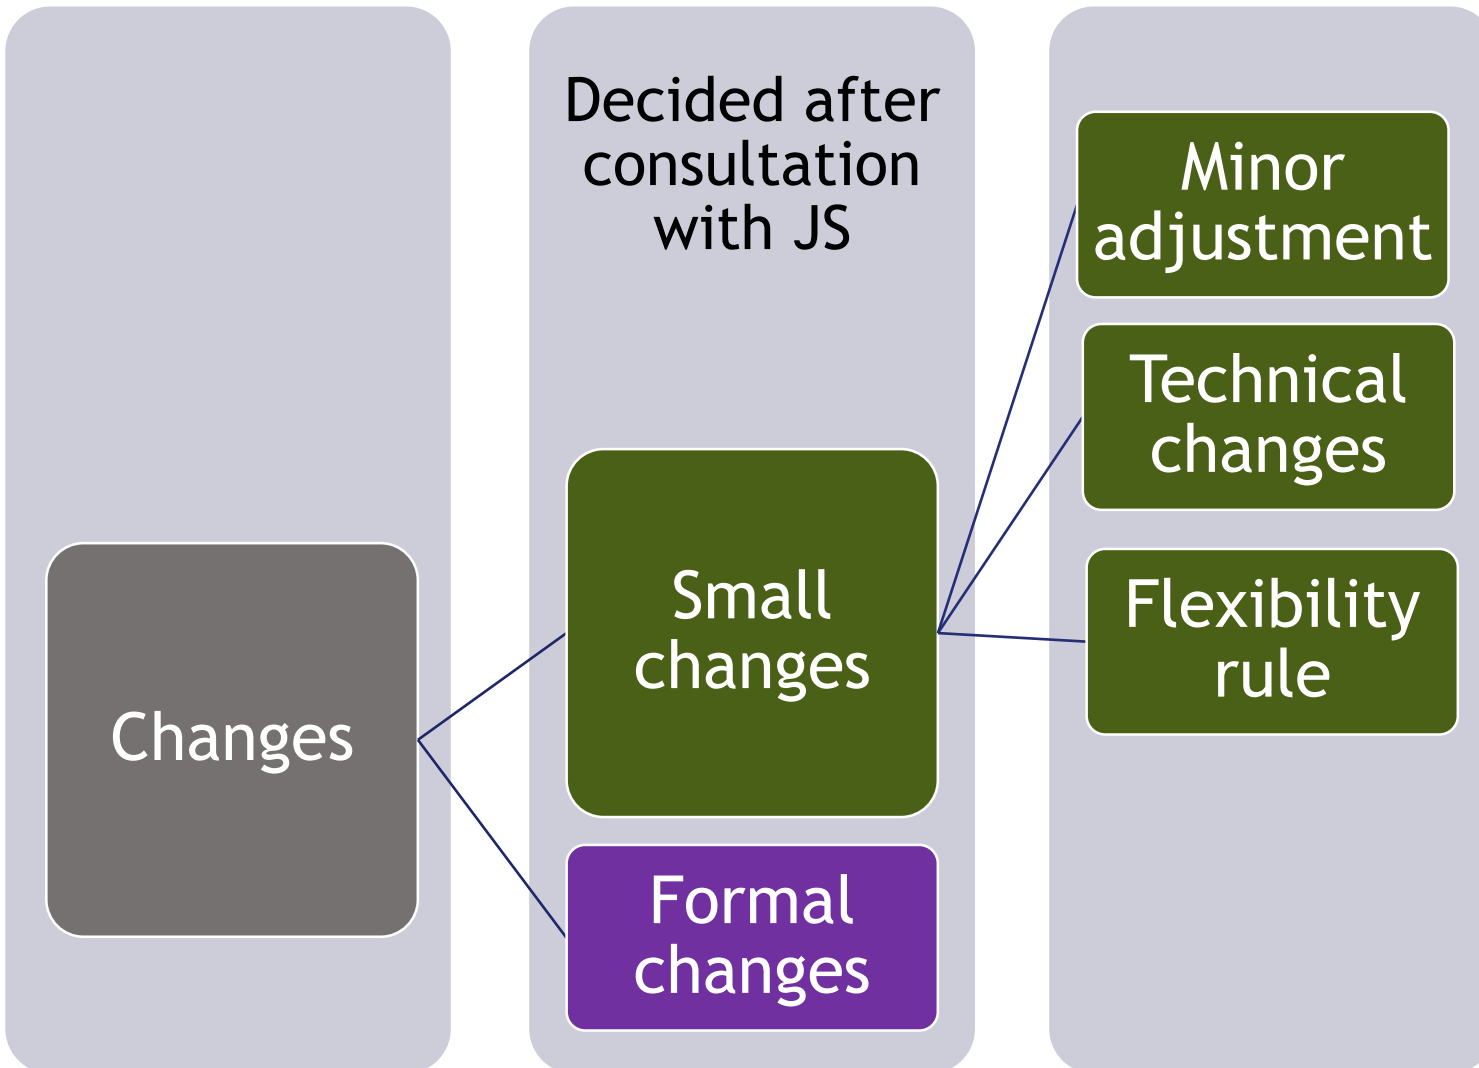 Decided after
consultation
with JS
Changes
Small
changes
Formal
changes
Minor
adjustment
Technical
changes
Flexibility
rule